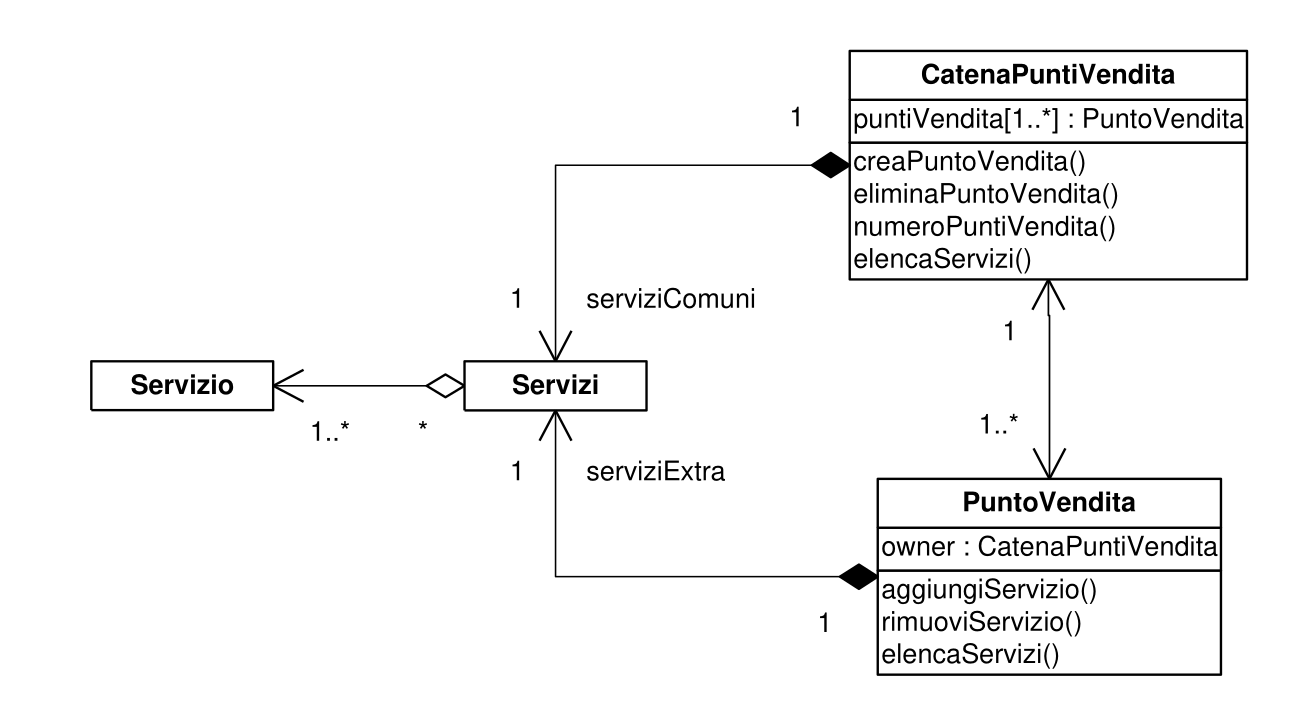 CatenaPuntiVendita
1
puntiVendita[1..*] : PuntoVendita
creaPuntoVendita()
eliminaPuntoVendita()
numeroPuntiVendita()
elencaServizi()
1
serviziComuni
1
Servizio
Servizi
1..*
*
1..*
1
serviziExtra
PuntoVendita
owner : CatenaPuntiVendita
aggiungiServizio()
1
rimuoviServizio()
elencaServizi()